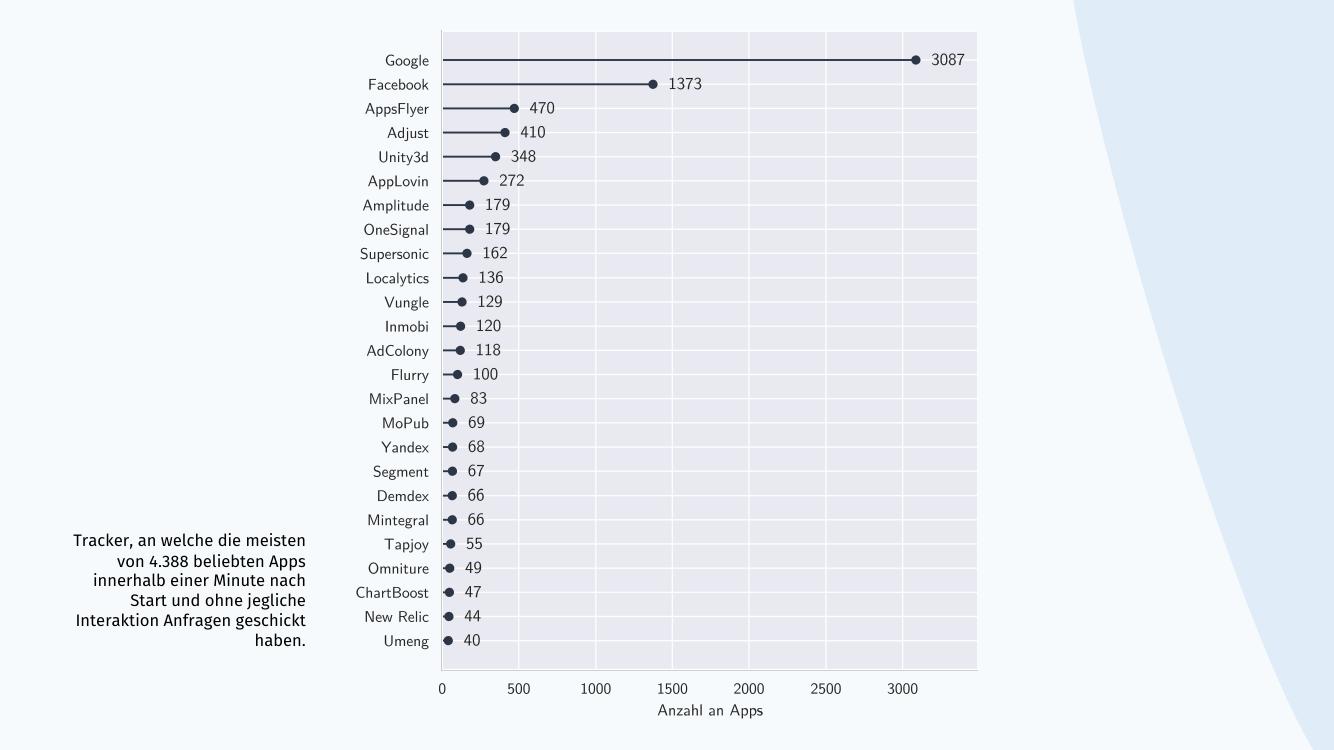 Google 3087
Facebook 1373
AppsFlyer 470
Adjust 410
Unity3d 348
AppLovin 272
Amplitude 179
OneSignal 179
Supersonic 162
Localytics 136
Vungle 129
Inmobi 120
AdColony 118
Flurry 100
MixPanel 83
MoPub 69
Yandex 68
Segment 67
Demdex 66
Mintegral 66
Tapjoy 55
Omniture 49
ChartBoost 47
New Relic 44
Umeng 40
0 500 1000 1500 2000 2500 3000
Anzahl an Apps
Tracker, an welche die meisten
von 4.388 beliebten Apps
innerhalb einer Minute nach
Start und ohne jegliche
Interaktion Anfragen geschickt
haben.